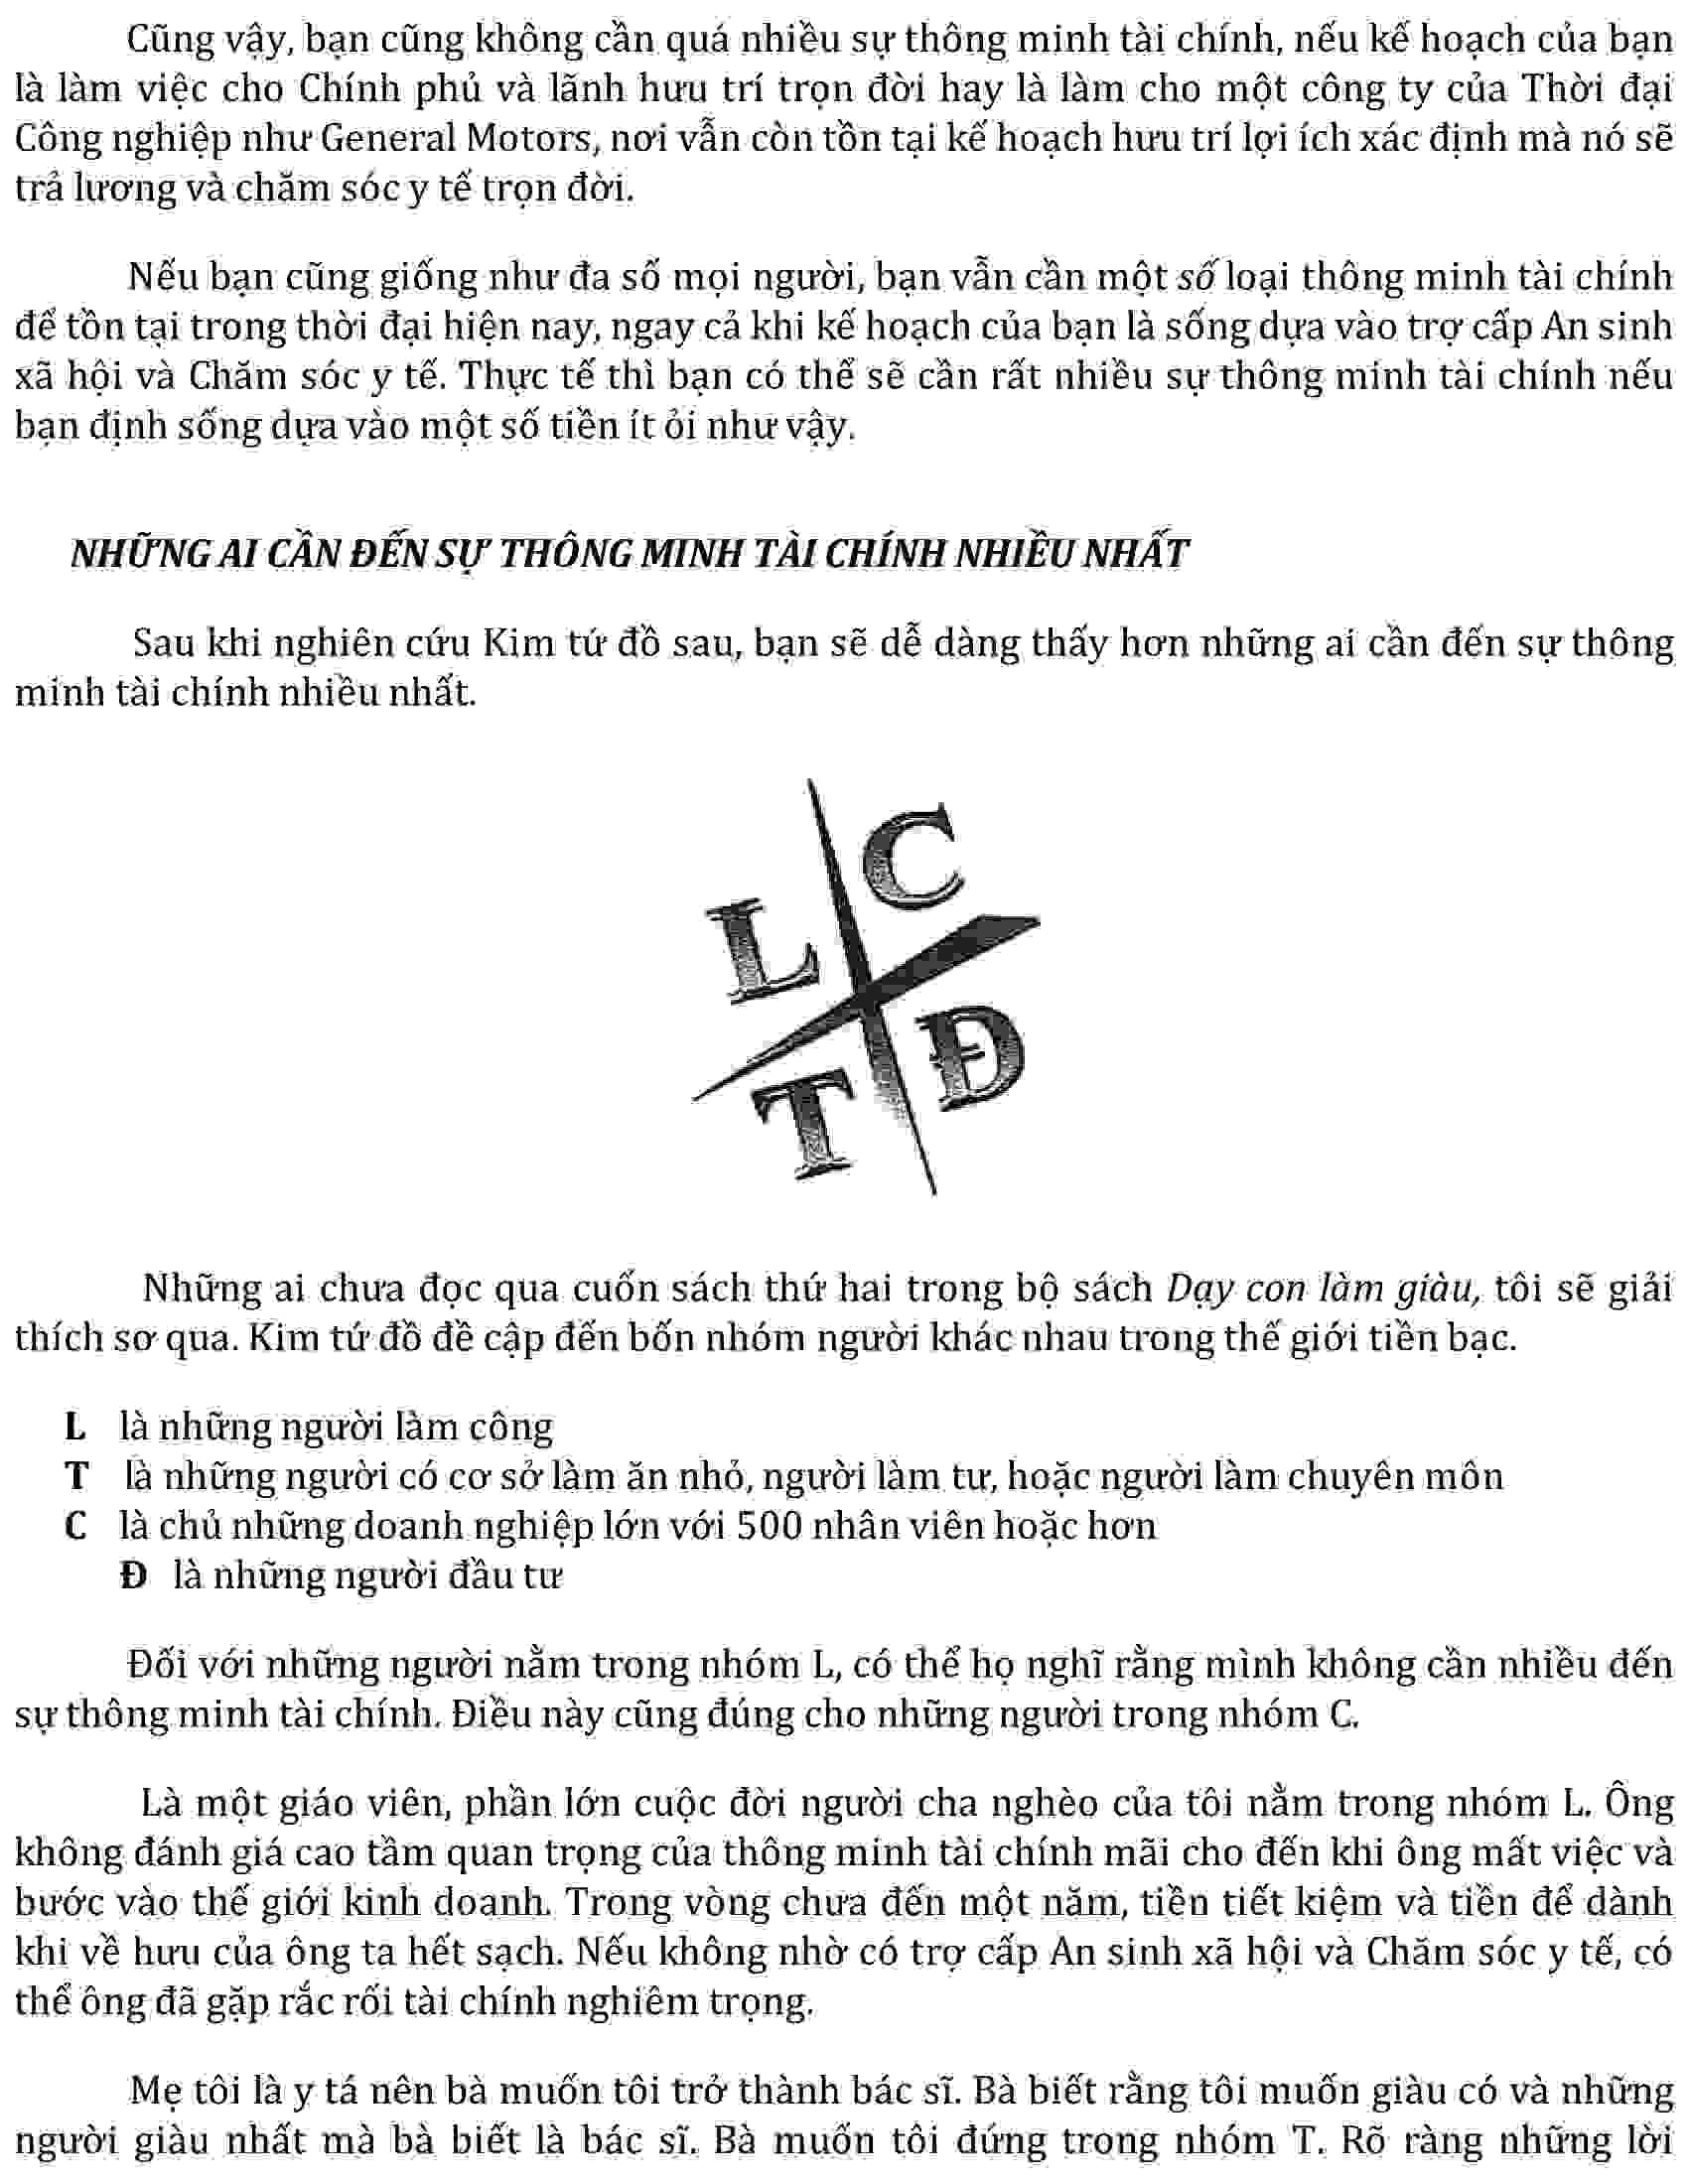 Cũng vậy, bạn cũng không cần quá nhiều sự thông minh tài chính, nếu kế hoạch của bạn
là làm việc cho Chính phủ và lãnh hưu trí trọn đời hay là làm cho một công ty của Thời đại
Công nghiệp như General Motors, nơi vẫn còn tồn tại kế hoạch hưu trí lợi ích xác định mà nó sẽ
trả lương và chăm sóc y tế trọn đời.
Nếu bạn cũng giống như đa số mọi người, bạn vẫn cần một số loại thông minh tài chính
để tồn tại trong thời đại hiện nay, ngay cả khi kế hoạch của bạn là sống dựa vào trợ cấp An sinh
xã hội và Chăm sóc y tế. Thực tế thì bạn có thể sẽ cần rất nhiều sự thông minh tài chính nếu
bạn định sống dựa vào một số tiền ít ỏi như vậy.
NHỮNG AI CẦN ĐẾN SỰ THÔNG MINH TÀI CHÍNH NHIỀU NHẤT
Sau khi nghiên cứu Kim tứ đồ sau, bạn sẽ dễ dàng thấy hơn những ai cần đến sự thông
minh tài chính nhiều nhất.
L C
T Đ
Những ai chưa đọc qua cuốn sách thứ hai trong bộ sách Dạy con làm giàu, tôi sẽ giải
thích sơ qua. Kim tứ đồ đề cập đến bốn nhóm người khác nhau trong thế giới tiền bạc.
L là những người làm công
T là những người có cơ sở làm ăn nhỏ, người làm tư, hoặc người làm chuyên môn
C là chủ những doanh nghiệp lớn với 500 nhân viên hoặc hơn
Đ là những người đầu tư
Đối với những người nằm trong nhóm L, có thể họ nghĩ rằng mình không cần nhiều đến
sự thông minh tài chính. Điều này cũng đúng cho những người trong nhóm C.
Là một giáo viên, phần lớn cuộc đời người cha nghèo của tôi nằm trong nhóm L. Ông
không đánh giá cao tầm quan trọng của thông minh tài chính mãi cho đến khi ông mất việc và
bước vào thế giới kinh doanh. Trong vòng chưa đến một năm, tiền tiết kiệm và tiền để dành
khi về hưu của ông ta hết sạch. Nếu không nhờ có trợ cấp An sinh xã hội và Chăm sóc y tế, có
thể ông đã gặp rắc rối tài chính nghiêm trọng.
Mẹ tôi là y tá nên bà muốn tôi trở thành bác sĩ. Bà biết rằng tôi muốn giàu có và những
người giàu nhất mà bà biết là bác sĩ. Bà muốn tôi đứng trong nhóm T. Rõ ràng những lời